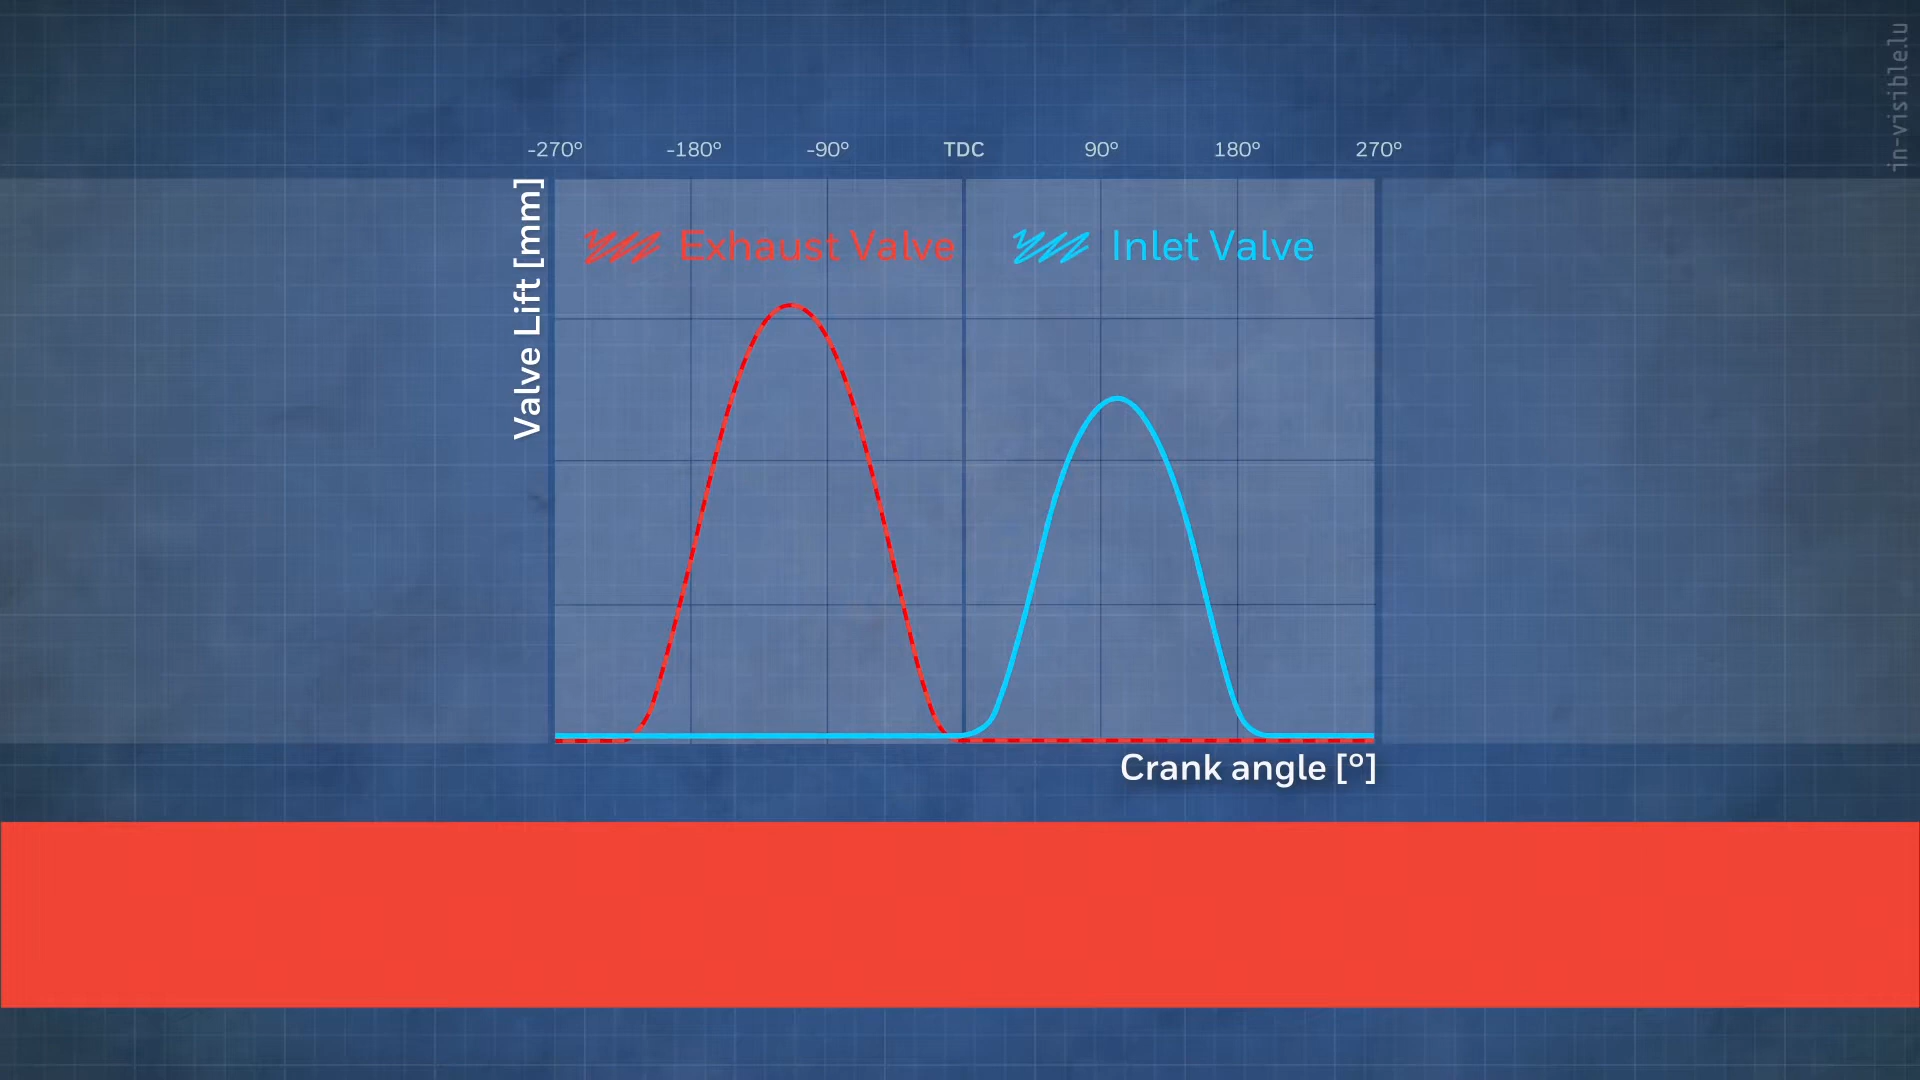 -270° -180° -90° TDC 90° 180° 270°
Valve Lift [mm]
Exhaust Valve Inlet Valve
Crank angle [°]
in-visible.lu